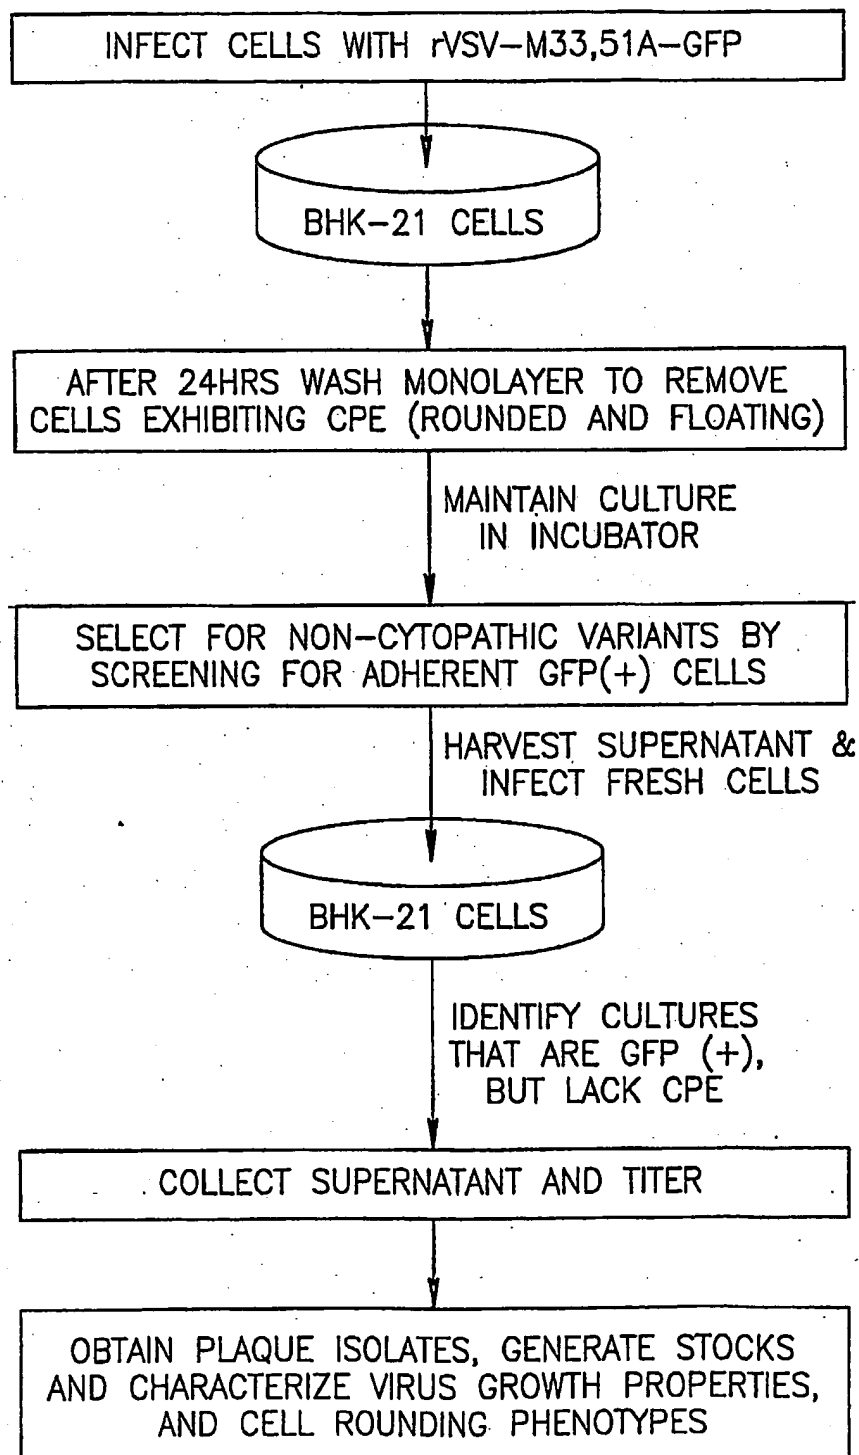 INFECT CELLS WITH rVSV-M33,51A-GFP
BHK-21 CELLS
AFTER 24HRS WASH MONOLAYER TO REMOVE
CELLS EXHIBITING CPE (ROUNDED AND FLOATING)
MAINTAIN CULTURE
IN INCUBATOR
SELECT FOR NON-CYTOPATHIC VARIANTS BY
SCREENING FOR ADHERENT GFP(+) CELLS
HARVEST SUPERNATANT &
INFECT FRESH CELLS
BHK-21 CELLS
IDENTIFY CULTURES
THAT ARE GFP (+),
BUT LACK CPE
COLLECT SUPERNATANT AND TITER
OBTAIN PLAQUE ISOLATES, GENERATE STOCKS
AND CHARACTERIZE VIRUS GROWTH PROPERTIES,
AND CELL ROUNDING PHENOTYPES